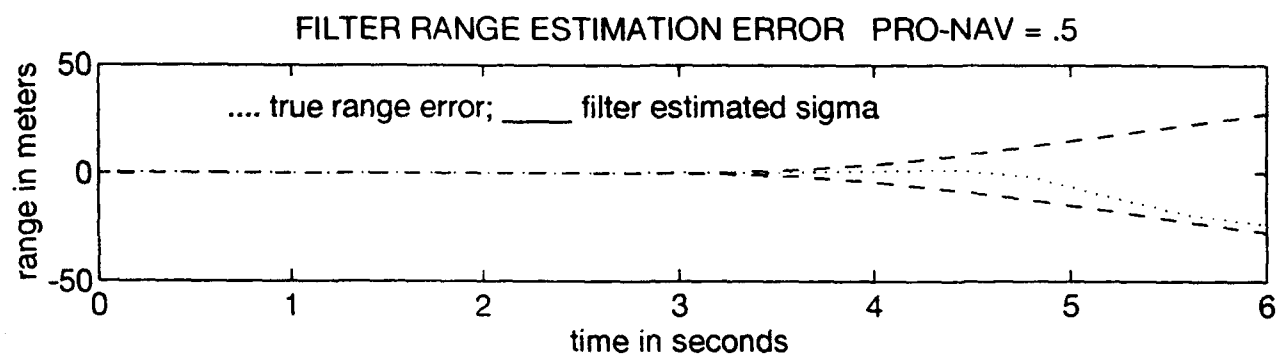 FILTER RANGE ESTIMATION ERROR PRO-NAV = .5
.... true range error; ____ filter estimated sigma
range in meters
50
0
-50
0 1 2 3 4 5 6
time in seconds